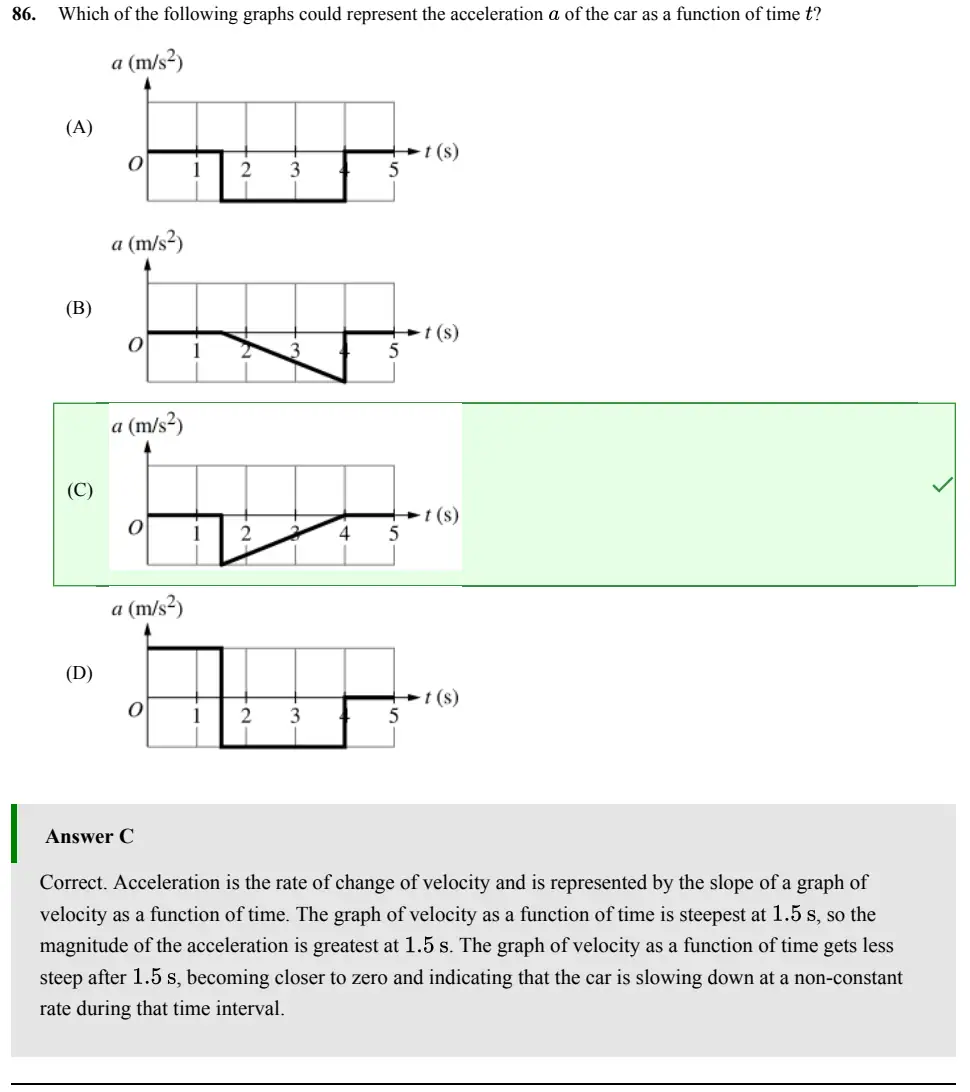 86. Which of the following graphs could represent the acceleration a of the car as a function of time t?
a (m/s²)
(A)
t (s)
O 1 2 3 4 5
a (m/s²)
(B)
t (s)
O 1 2 3 4 5
a (m/s²)
(C)
t (s)
O 1 2 3 4 5
a (m/s²)
(D)
t (s)
O 1 2 3 4 5
Answer C
Correct. Acceleration is the rate of change of velocity and is represented by the slope of a graph of
velocity as a function of time. The graph of velocity as a function of time is steepest at 1.5 s, so the
magnitude of the acceleration is greatest at 1.5 s. The graph of velocity as a function of time gets less
steep after 1.5 s, becoming closer to zero and indicating that the car is slowing down at a non-constant
rate during that time interval.